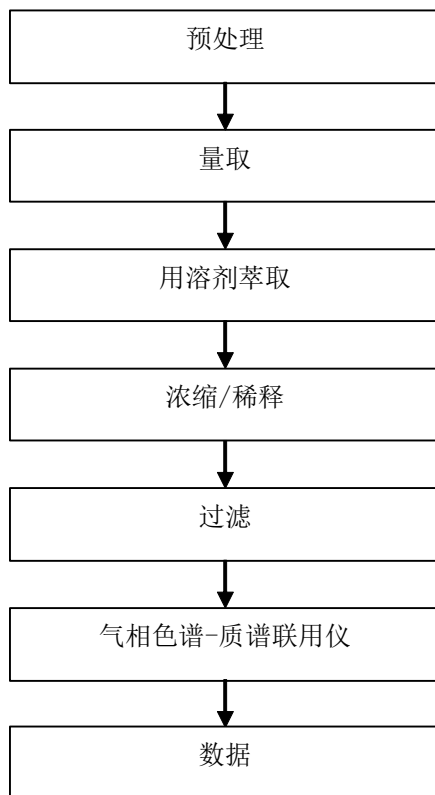 预处理
量取
用溶剂萃取
浓缩/稀释
过滤
气相色谱-质谱联用仪
数据